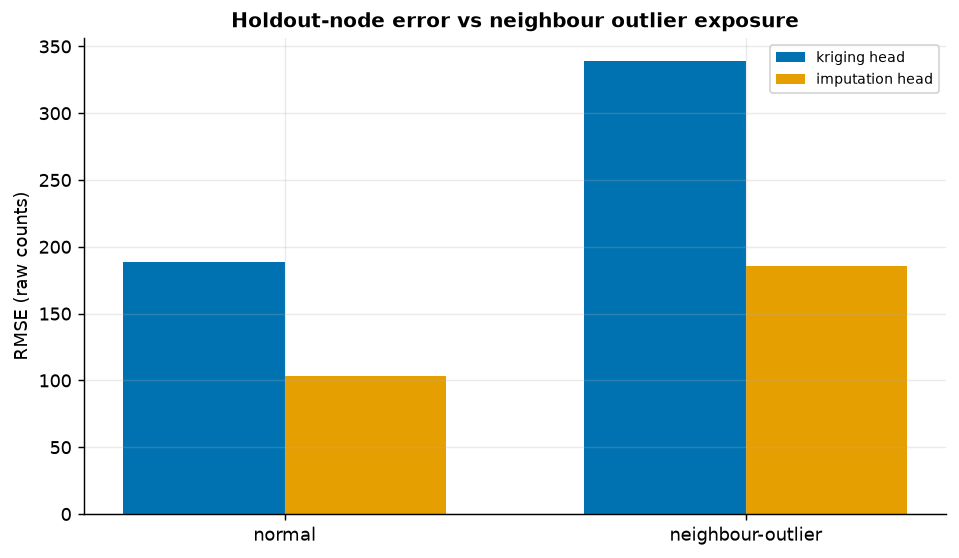 Holdout-node error vs neighbour outlier exposure
kriging head
imputation head
RMSE (raw counts)
350
300
250
200
150
100
50
0
normal
neighbour-outlier